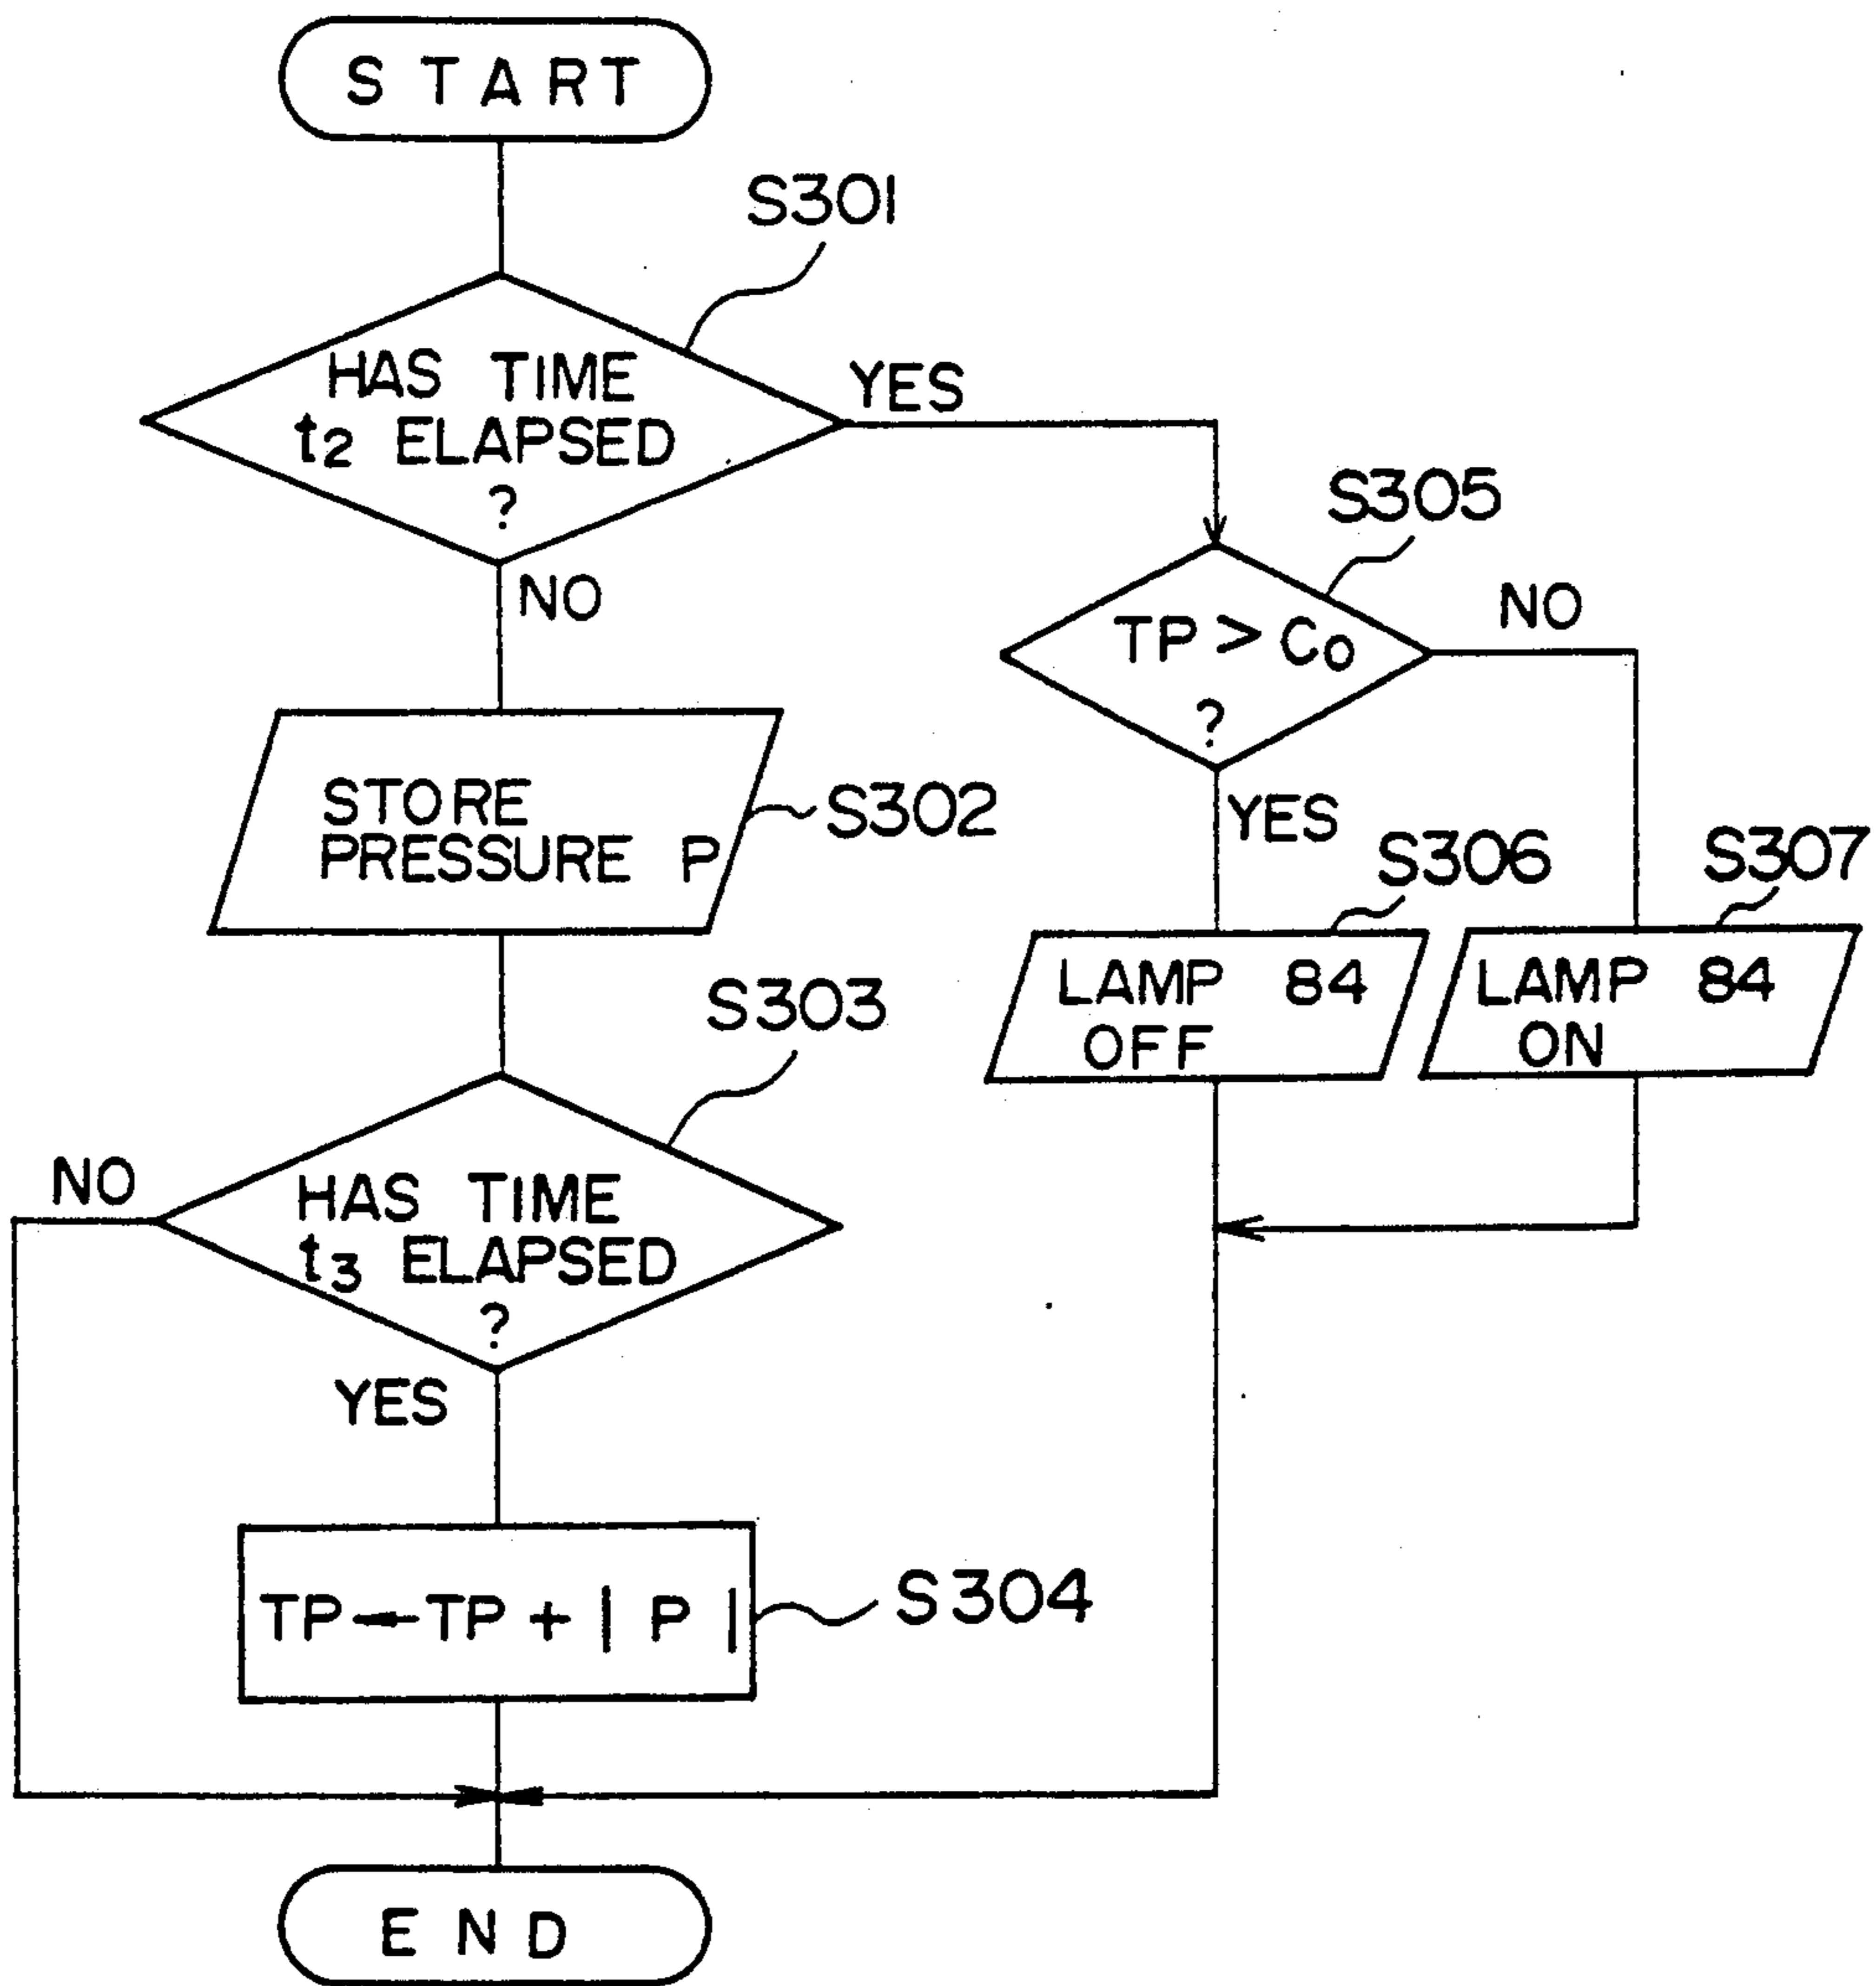 START
S301
HAS TIME
t2 ELAPSED
?
YES
NO
S305
TP > C0
?
NO
YES
STORE
PRESSURE P
S302
S306
S307
LAMP 84
OFF
LAMP 84
ON
S303
NO
HAS TIME
t3 ELAPSED
?
YES
TP ← TP + | P |
S304
END